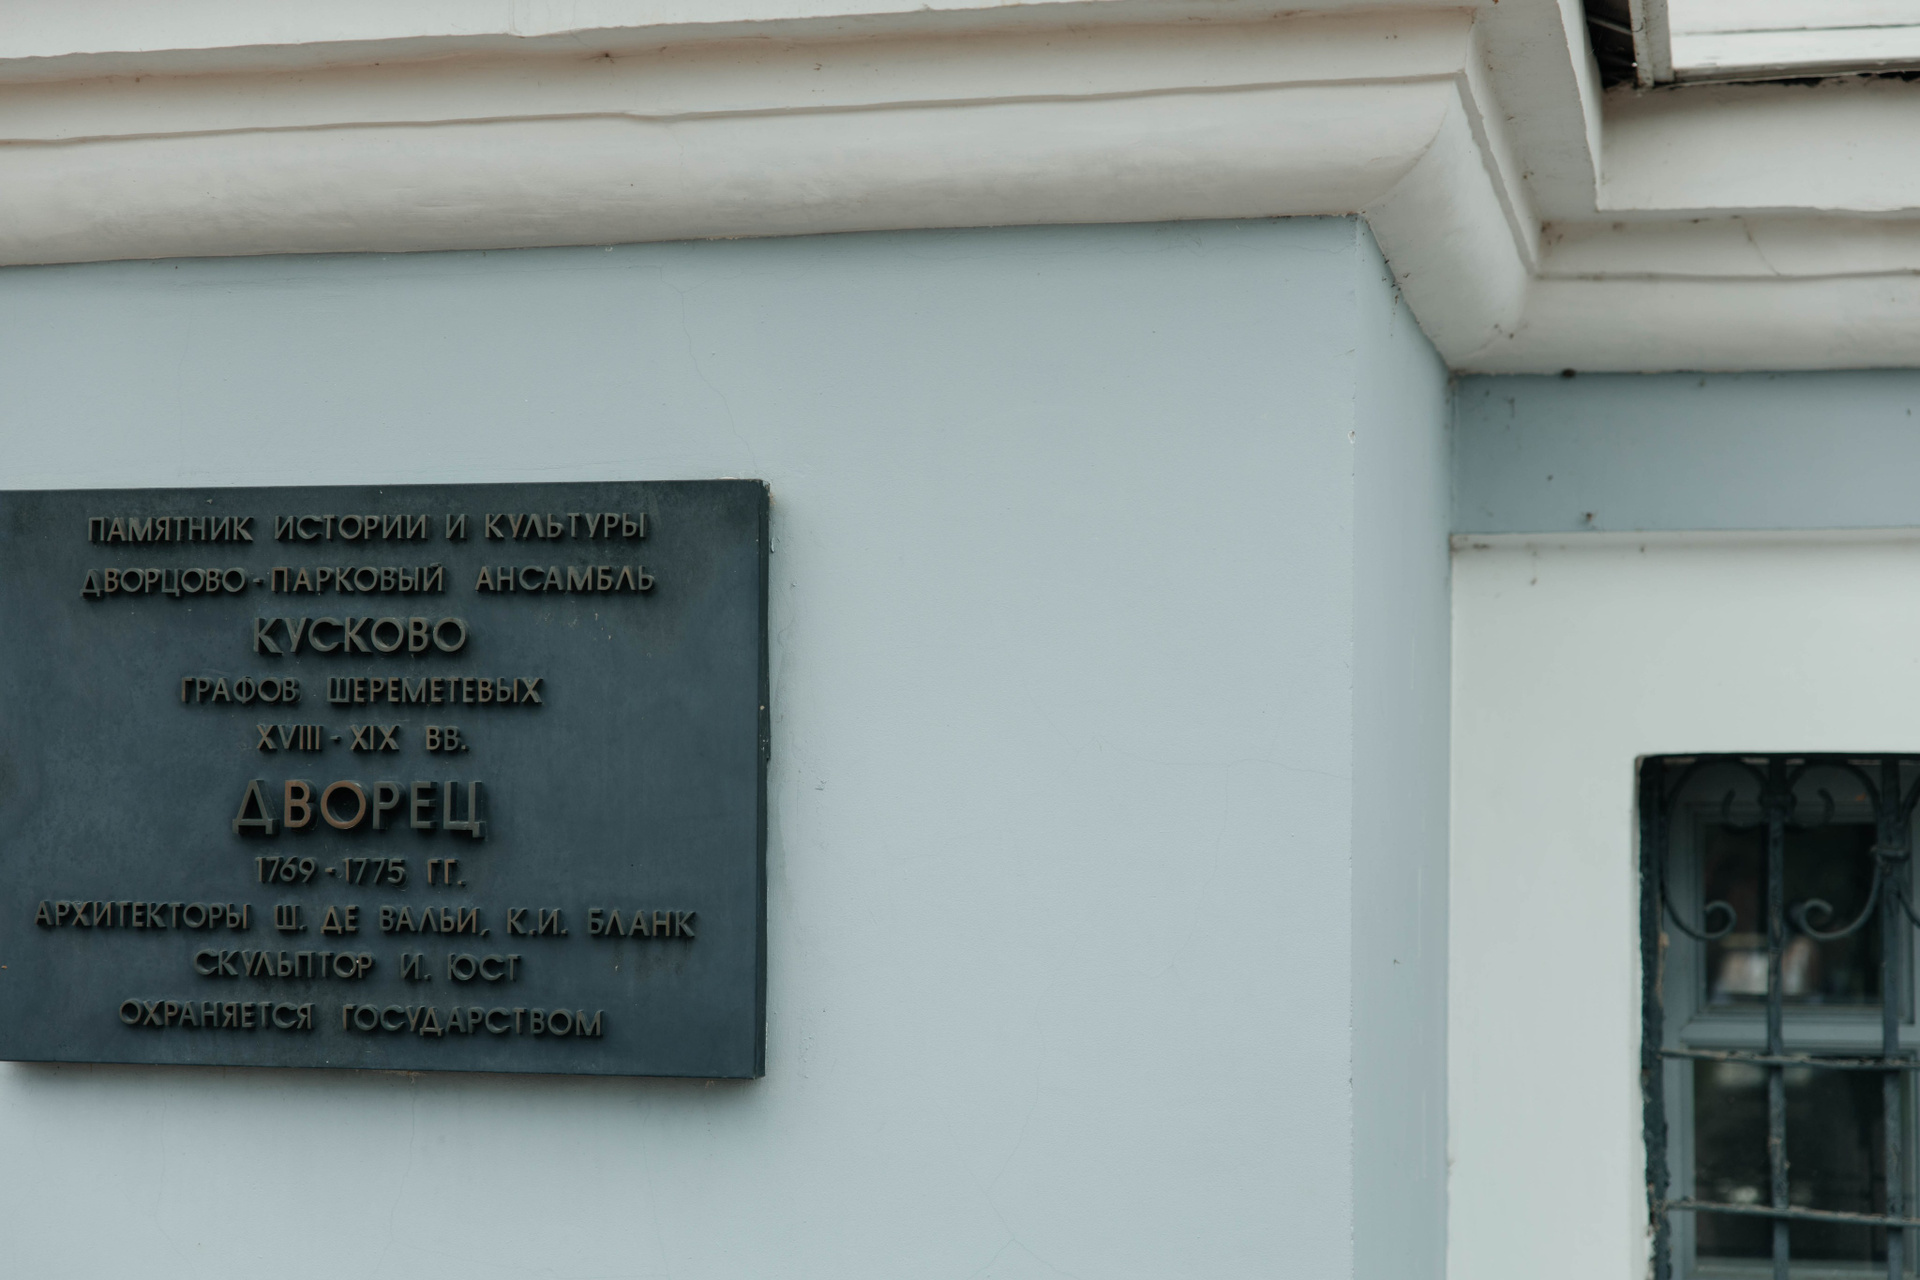 ПАМЯТНИК ИСТОРИИ И КУЛЬТУРЫ
ДВОРЦОВО-ПАРКОВЫЙ АНСАМБЛЬ
КУСКОВО
ГРАФОВ ШЕРЕМЕТЕВЫХ
XVIII-XIX ВВ.
ДВОРЕЦ
1769-1775 ГГ.
АРХИТЕКТОРЫ Ш. ДЕ ВАЛЬИ, К.И. БЛАНК
СКУЛЬПТОР И. ЮСТ
ОХРАНЯЕТСЯ ГОСУДАРСТВОМ